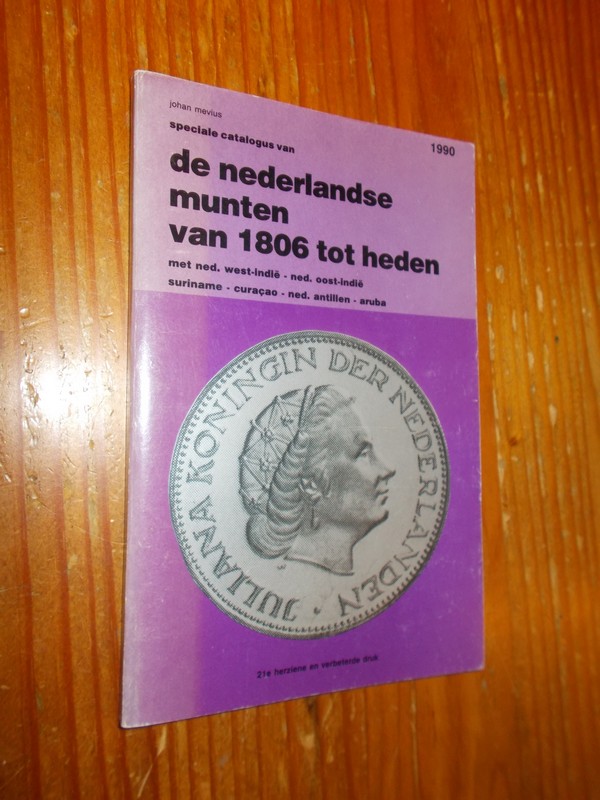 johan mevius
speciale catalogus van
1990
de nederlandse
munten
van 1806 tot heden
met ned. west-indië - ned. oost-indië
suriname - curaçao - ned. antillen - aruba
JULIANA KONINGIN DER NEDERLANDEN
21e herziene en verbeterde druk